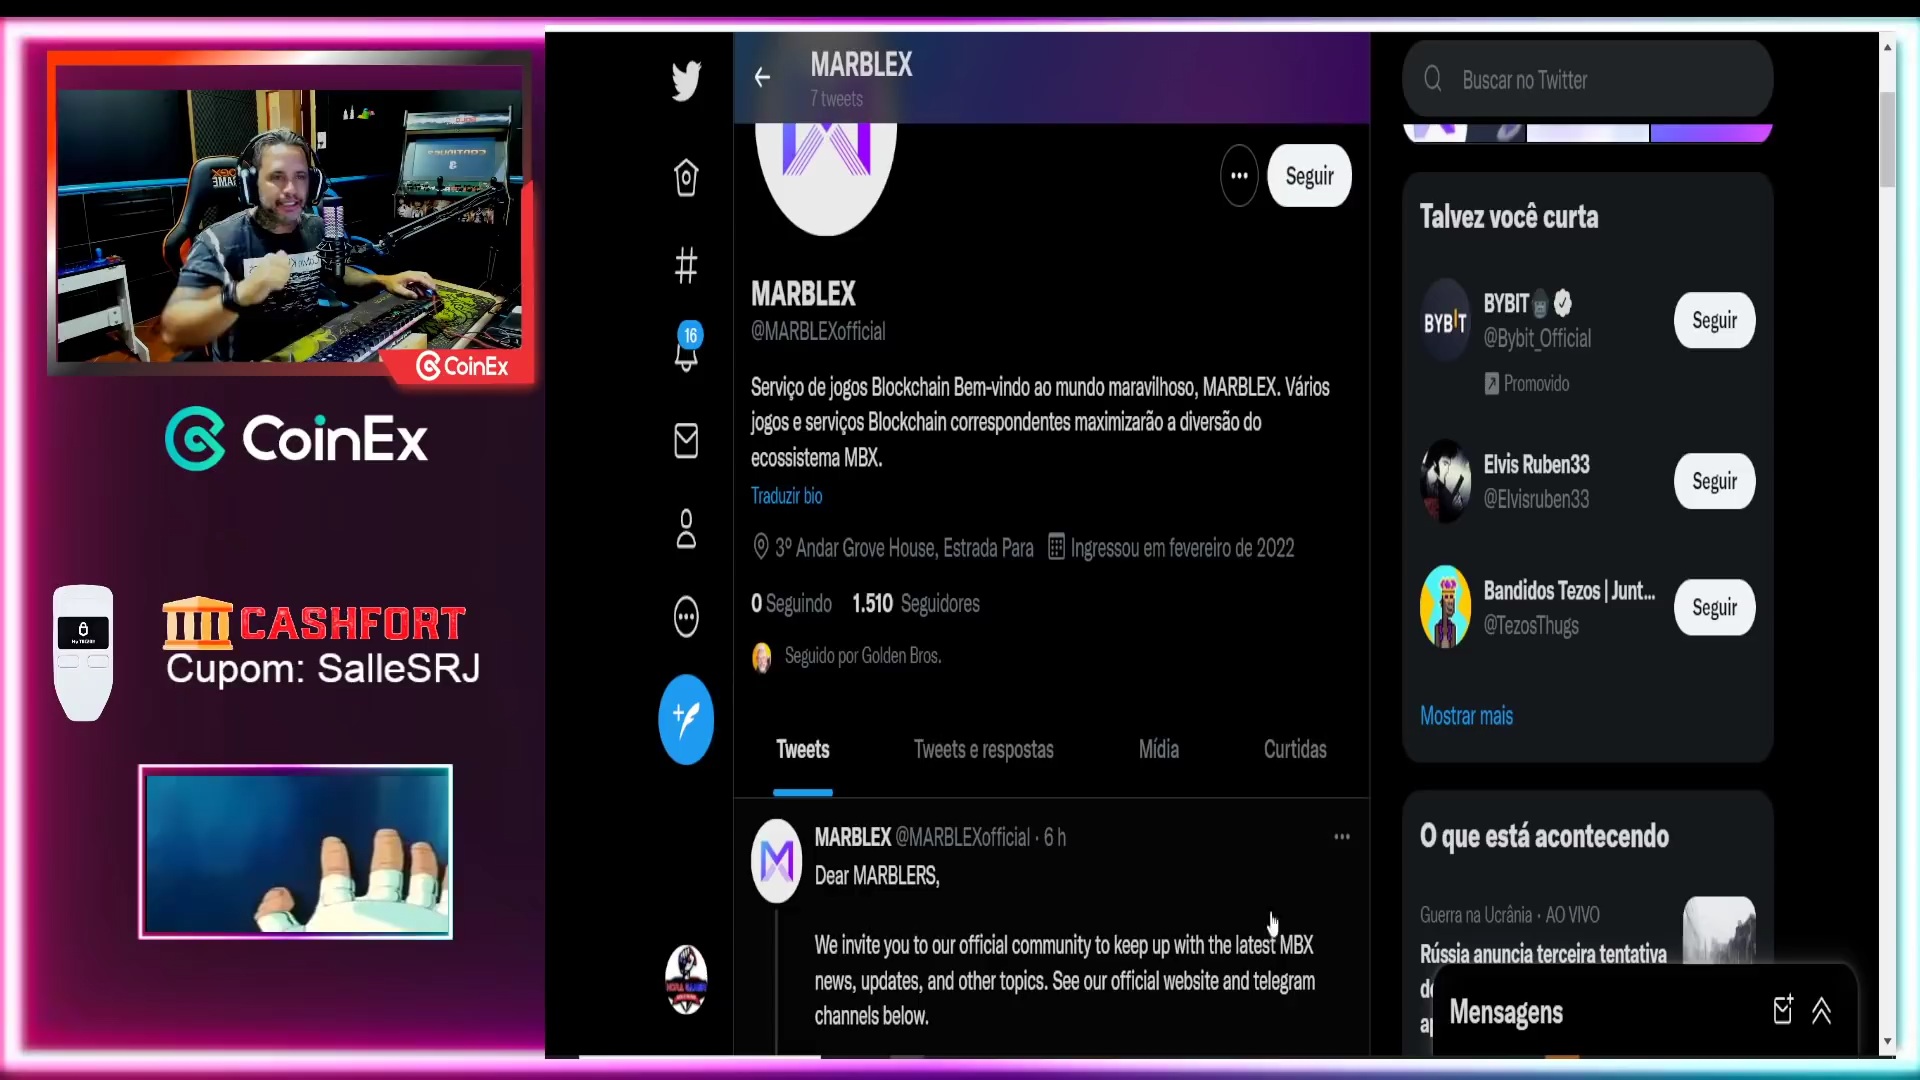 CoinEx
CoinEx
CASHFORT
Cupom: SalleSRJ
MARBLEX
7 tweets
Seguir
MARBLEX
@MARBLEXofficial
Serviço de jogos Blockchain Bem-vindo ao mundo maravilhoso, MARBLEX. Vários
jogos e serviços Blockchain correspondentes maximizarão a diversão do
ecossistema MBX.
Traduzir bio
3º Andar Grove House, Estrada Para
Ingressou em fevereiro de 2022
0 Seguindo 1.510 Seguidores
Seguido por Golden Bros.
Tweets
Tweets e respostas
Mídia
Curtidas
MARBLEX @MARBLEXofficial · 6 h
Dear MARBLERS,
We invite you to our official community to keep up with the latest MBX
news, updates, and other topics. See our official website and telegram
channels below.
16
Buscar no Twitter
Talvez você curta
BYBIT
BYBIT
@Bybit_Official
Promovido
Seguir
Elvis Ruben33
@Elvisruben33
Seguir
Bandidos Tezos | Junt...
@TezosThugs
Seguir
Mostrar mais
O que está acontecendo
Guerra na Ucrânia · AO VIVO
Rússia anuncia terceira tentativa
Mensagens